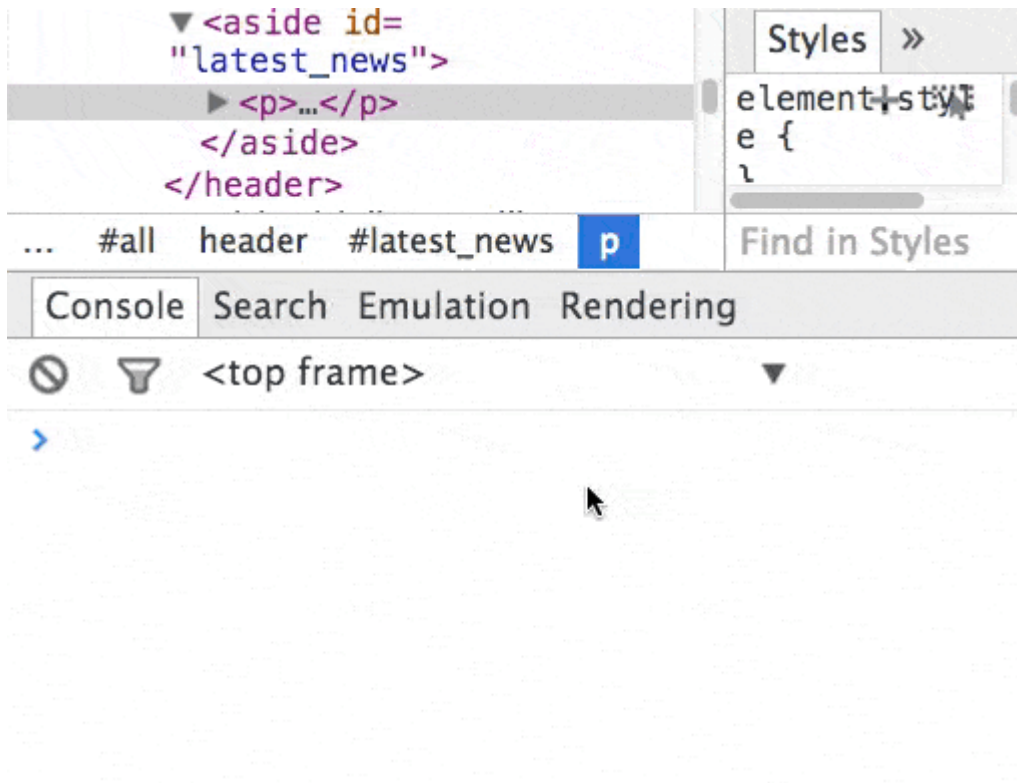 ▼<aside id=
"latest_news">
▶ <p>…</p>
</aside>
</header>
Styles »
element.styl
e {
}
... #all header #latest_news p
Find in Styles
Console Search Emulation Rendering
<top frame> ▼
>